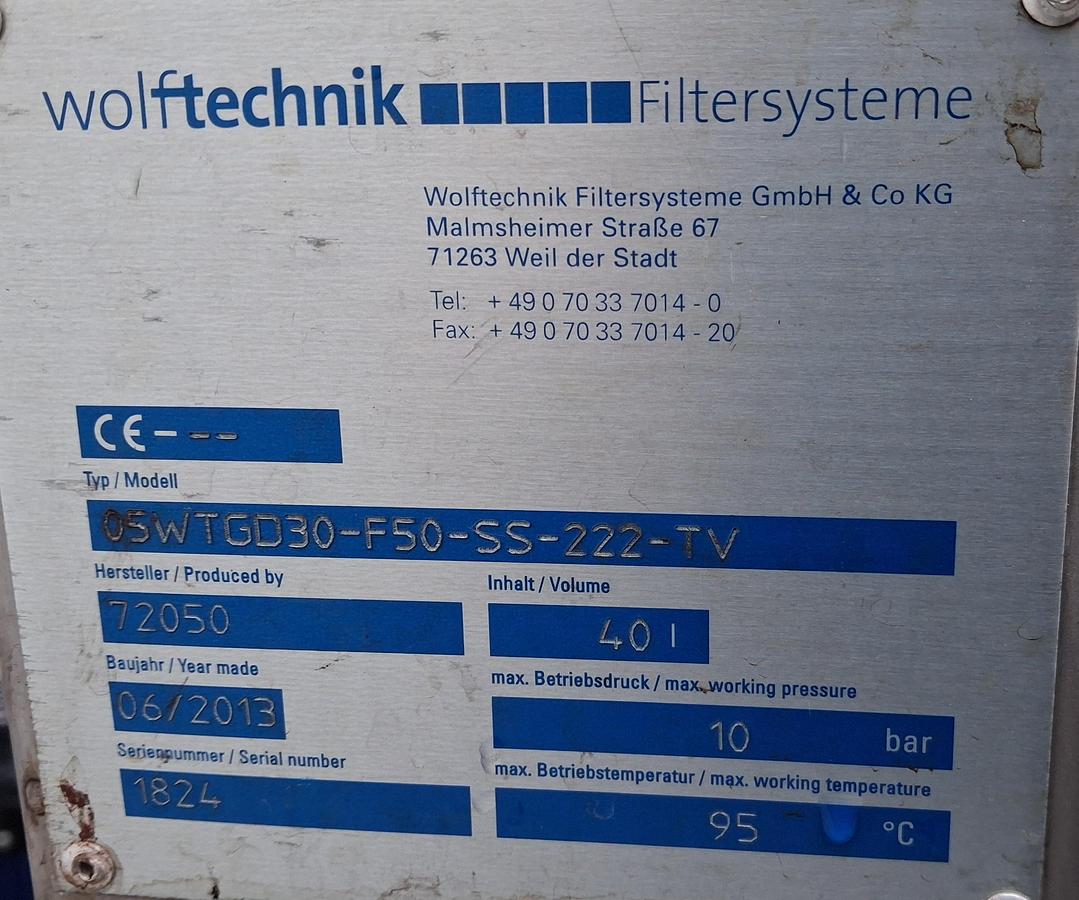 wolftechnik Filtersysteme
Wolftechnik Filtersysteme GmbH & Co KG
Malmsheimer Straße 67
71263 Weil der Stadt
Tel: + 49 0 70 33 7014 - 0
Fax: + 49 0 70 33 7014 - 20
CE- --
Typ / Modell
05WTGD30-F50-SS-222-TV
Hersteller / Produced by
72050
Inhalt / Volume
40 l
Baujahr / Year made
06/2013
max. Betriebsdruck / max. working pressure
10 bar
Seriennummer / Serial number
1824
max. Betriebstemperatur / max. working temperature
95 °C